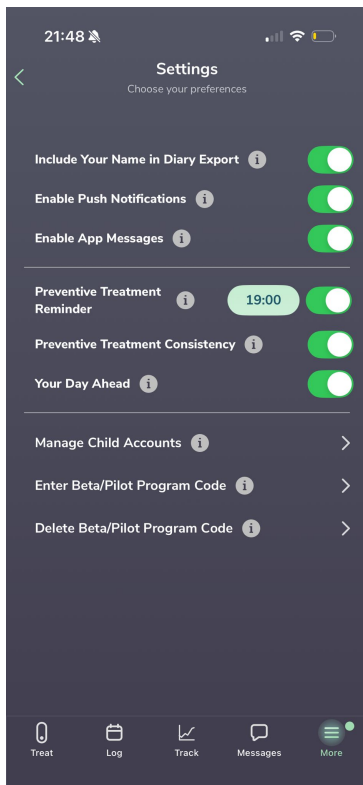 21:48
Settings
Choose your preferences
Include Your Name in Diary Export i
Enable Push Notifications i
Enable App Messages i
Preventive Treatment
Reminder i 19:00
Preventive Treatment Consistency i
Your Day Ahead i
Manage Child Accounts i
Enter Beta/Pilot Program Code i
Delete Beta/Pilot Program Code i
Treat Log Track Messages More